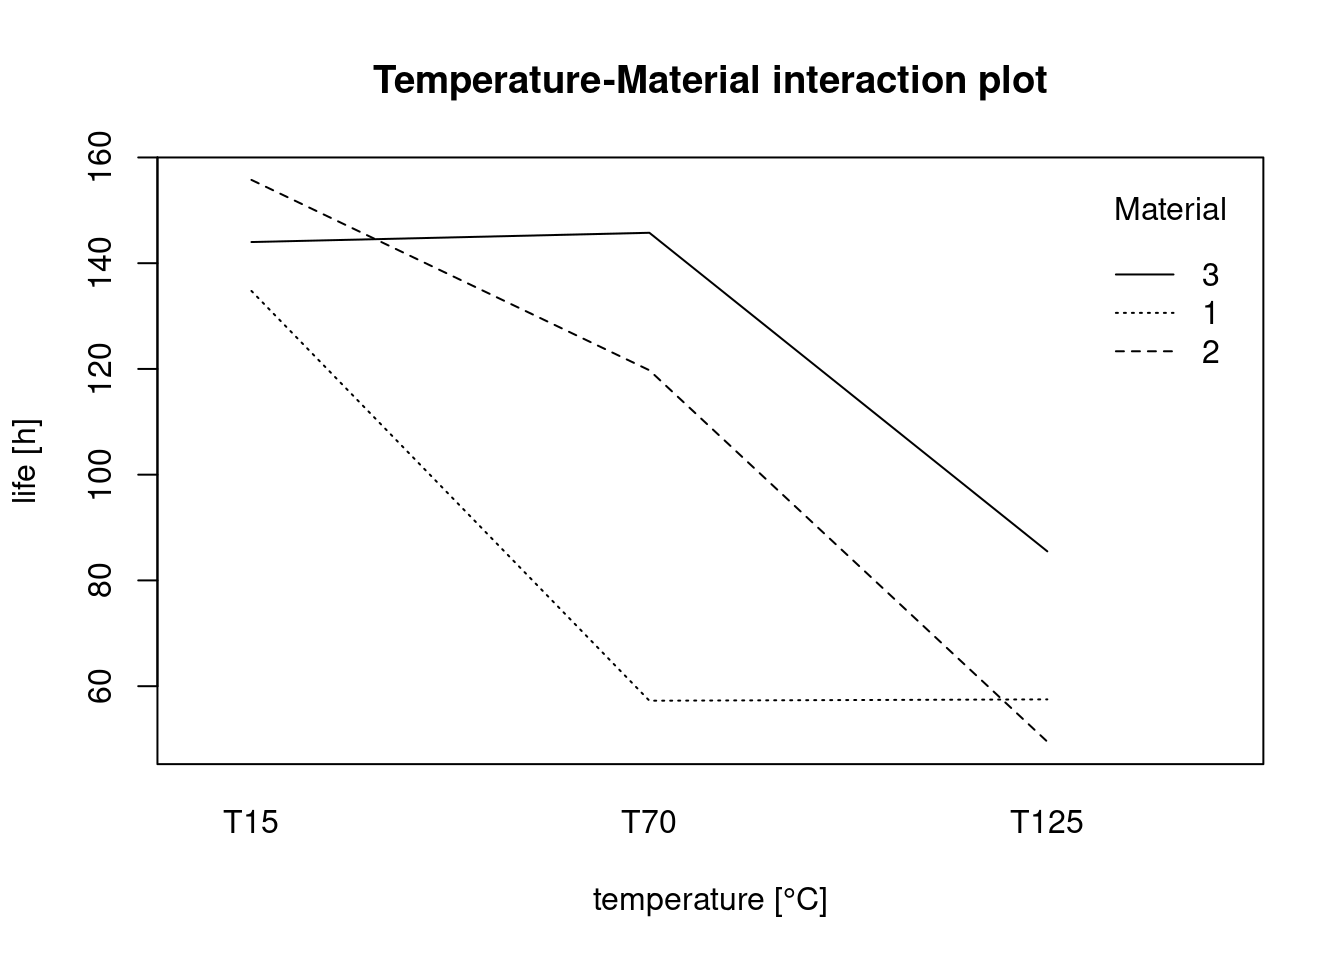 Temperature-Material interaction plot
life [h]
160
140
120
100
80
60
Material
3
1
2
T15 T70 T125
temperature [°C]